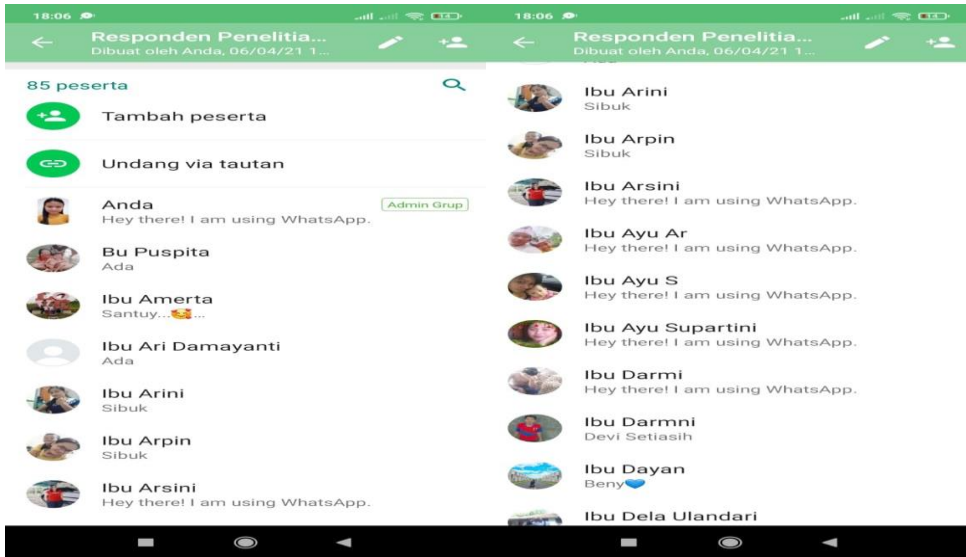 18:06
Responden Penelitia...
Dibuat oleh Anda, 06/04/21 1...
85 peserta
Tambah peserta
Undang via tautan
Anda
Admin Grup
Hey there! I am using WhatsApp.
Bu Puspita
Ada
Ibu Amerta
Santuy...🥰...
Ibu Ari Damayanti
Ada
Ibu Arini
Sibuk
Ibu Arpin
Sibuk
Ibu Arsini
Hey there! I am using WhatsApp.
18:06
Responden Penelitia...
Dibuat oleh Anda, 06/04/21 1...
Ibu Arini
Sibuk
Ibu Arpin
Sibuk
Ibu Arsini
Hey there! I am using WhatsApp.
Ibu Ayu Ar
Hey there! I am using WhatsApp.
Ibu Ayu S
Hey there! I am using WhatsApp.
Ibu Ayu Supartini
Hey there! I am using WhatsApp.
Ibu Darmi
Hey there! I am using WhatsApp.
Ibu Darmni
Devi Setiasih
Ibu Dayan
Beny💙
Ibu Dela Ulandari